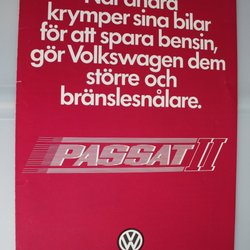 När andra
krymper sina bilar
för att spara bensin,
gör Volkswagen dem
större och
bränslesnålare.
PASSAT II
VW